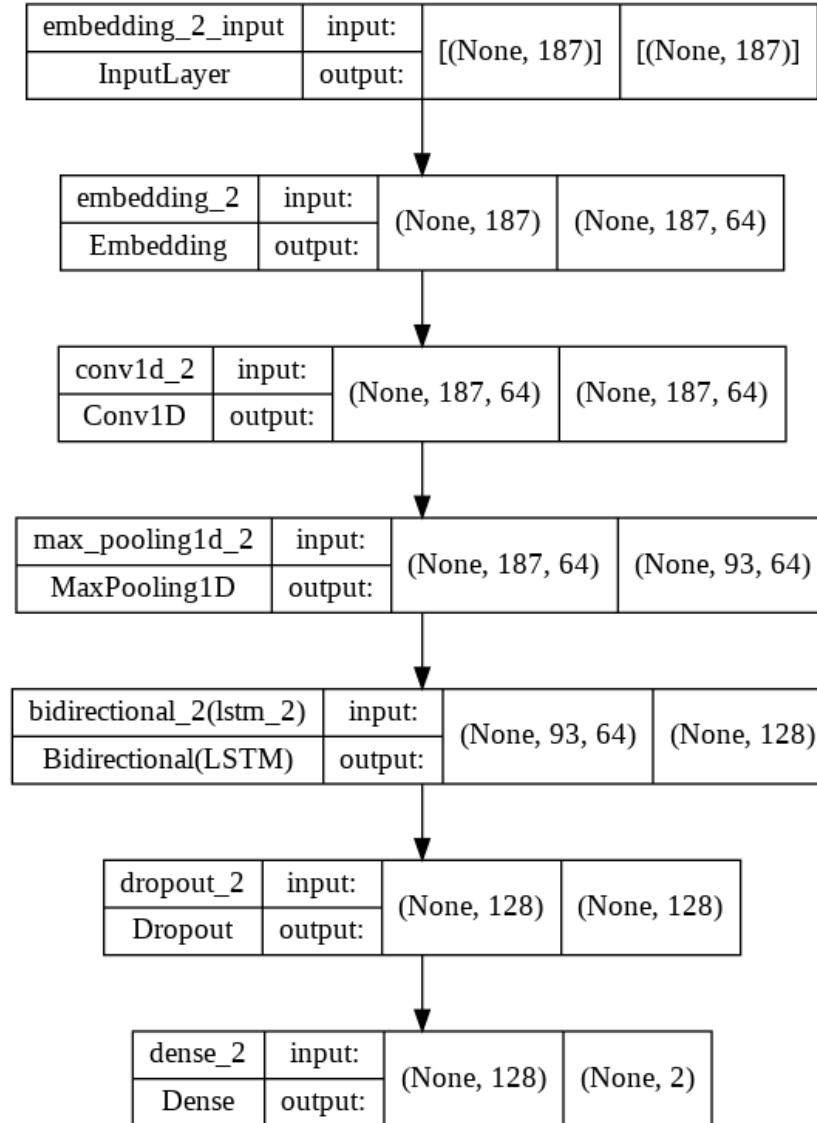 embedding_2_input input: [(None, 187)] [(None, 187)]
InputLayer output:
embedding_2 input: (None, 187) (None, 187, 64)
Embedding output:
conv1d_2 input: (None, 187, 64) (None, 187, 64)
Conv1D output:
max_pooling1d_2 input: (None, 187, 64) (None, 93, 64)
MaxPooling1D output:
bidirectional_2(lstm_2) input: (None, 93, 64) (None, 128)
Bidirectional(LSTM) output:
dropout_2 input: (None, 128) (None, 128)
Dropout output:
dense_2 input: (None, 128) (None, 2)
Dense output: